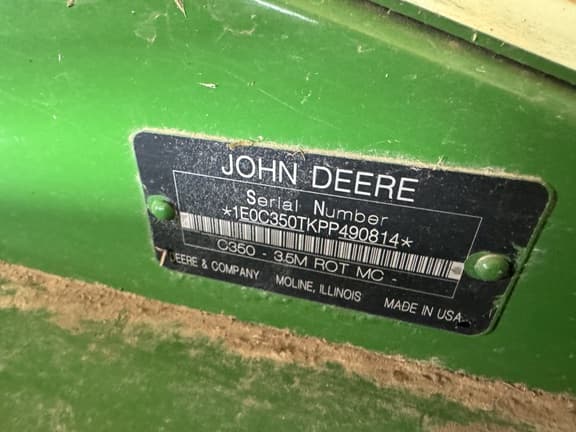 JOHN DEERE
Serial Number
*1E0C350TKPP490814*
C350 - 3.5M ROT MC -
DEERE & COMPANY MOLINE, ILLINOIS MADE IN USA